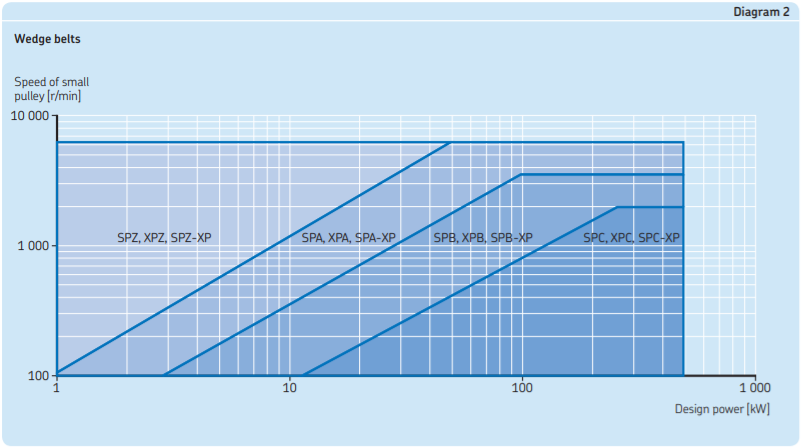 Diagram 2
Wedge belts
Speed of small
pulley [r/min]
10 000
SPZ, XPZ, SPZ-XP
SPA, XPA, SPA-XP
SPB, XPB, SPB-XP
SPC, XPC, SPC-XP
1 000
100
1
10
100
1 000
Design power [kW]